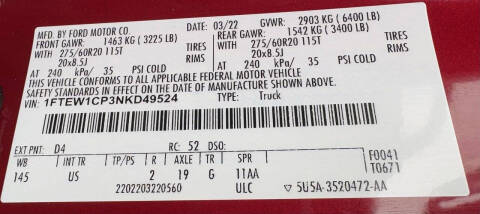 MFD. BY FORD MOTOR CO.
DATE: 03/22 GVWR: 2903 KG ( 6400 LB)
FRONT GAWR: 1463 KG ( 3225 LB) REAR GAWR: 1542 KG ( 3400 LB)
WITH 275/60R20 115T TIRES WITH 275/60R20 115T TIRES
20x8.5J RIMS 20x8.5J RIMS
AT 240 kPa/ 35 PSI COLD AT 240 kPa/ 35 PSI COLD
THIS VEHICLE CONFORMS TO ALL APPLICABLE FEDERAL MOTOR VEHICLE
SAFETY STANDARDS IN EFFECT ON THE DATE OF MANUFACTURE SHOWN ABOVE.
VIN: 1FTEW1CP3NKD49524 TYPE: Truck
EXT PNT: D4 RC: 52 DSO: F0041
WB INT TR TP/PS R AXLE TR SPR T0671
145 US 2 19 G 11AA
2202203220560 ULC 5U5A-3520472-AA